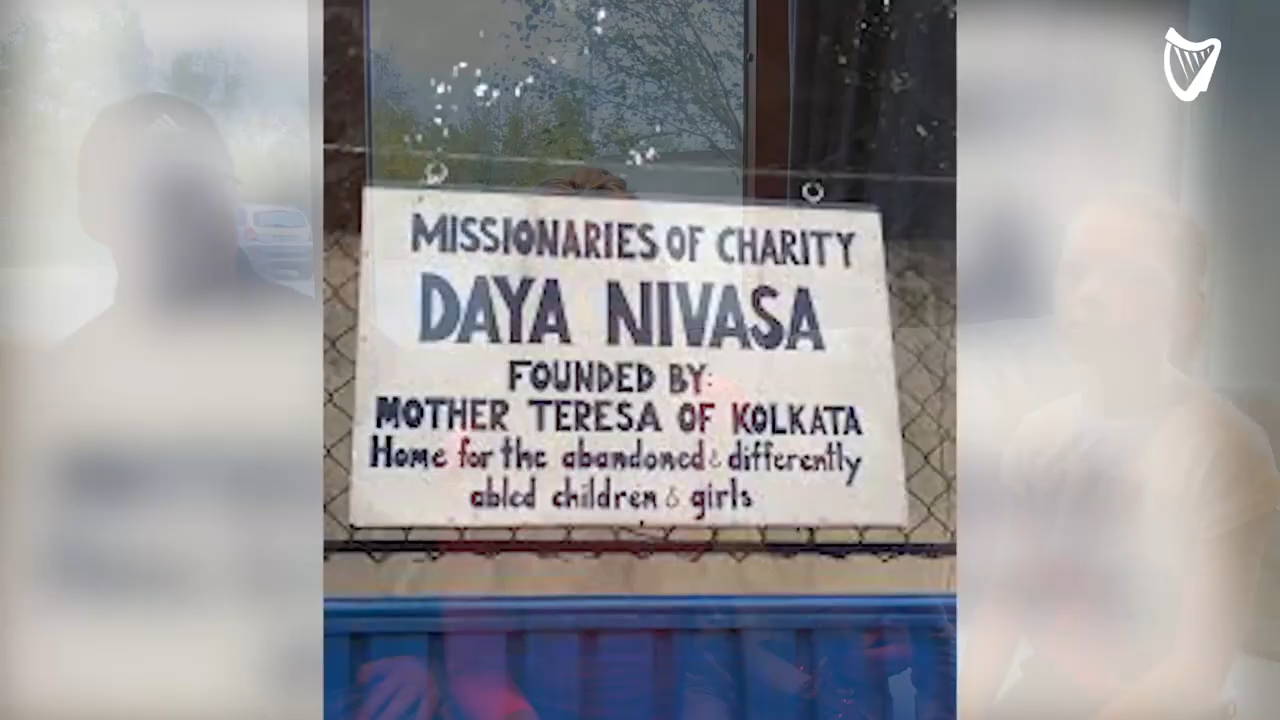 MISSIONARIES OF CHARITY
DAYA NIVASA
FOUNDED BY:
MOTHER TERESA OF KOLKATA
Home for the abandoned & differently
abled children & girls